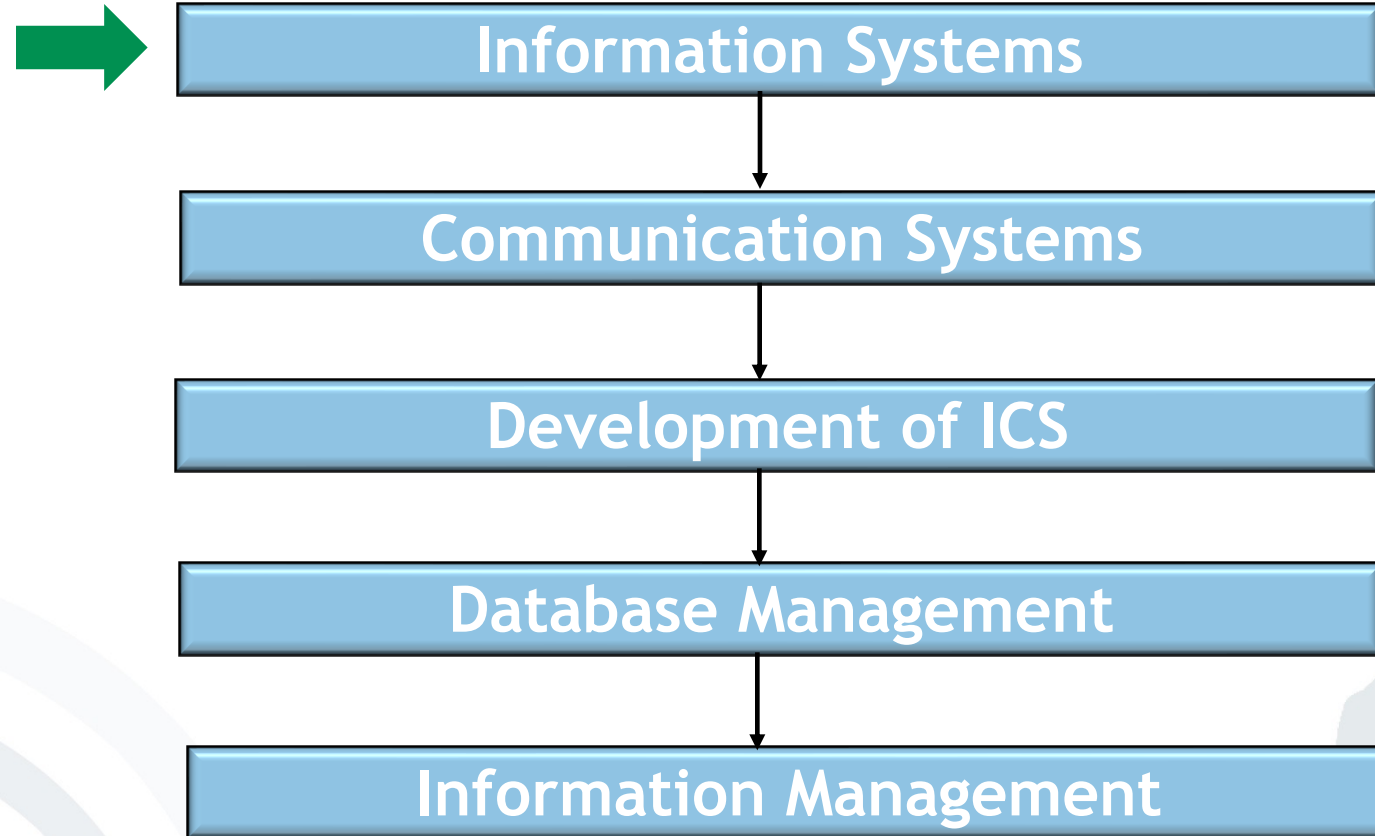 Information Systems
Communication Systems
Development of ICS
Database Management
Information Management